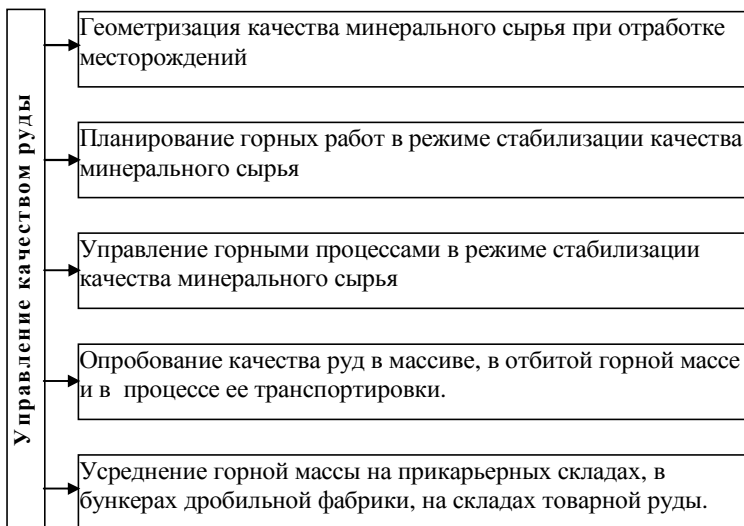 Управление качеством руды
Геометризация качества минерального сырья при отработке
месторождений
Планирование горных работ в режиме стабилизации качества
минерального сырья
Управление горными процессами в режиме стабилизации
качества минерального сырья
Опробование качества руд в массиве, в отбитой горной массе
и в процессе ее транспортировки.
Усреднение горной массы на прикарьерных складах, в
бункерах дробильной фабрики, на складах товарной руды.